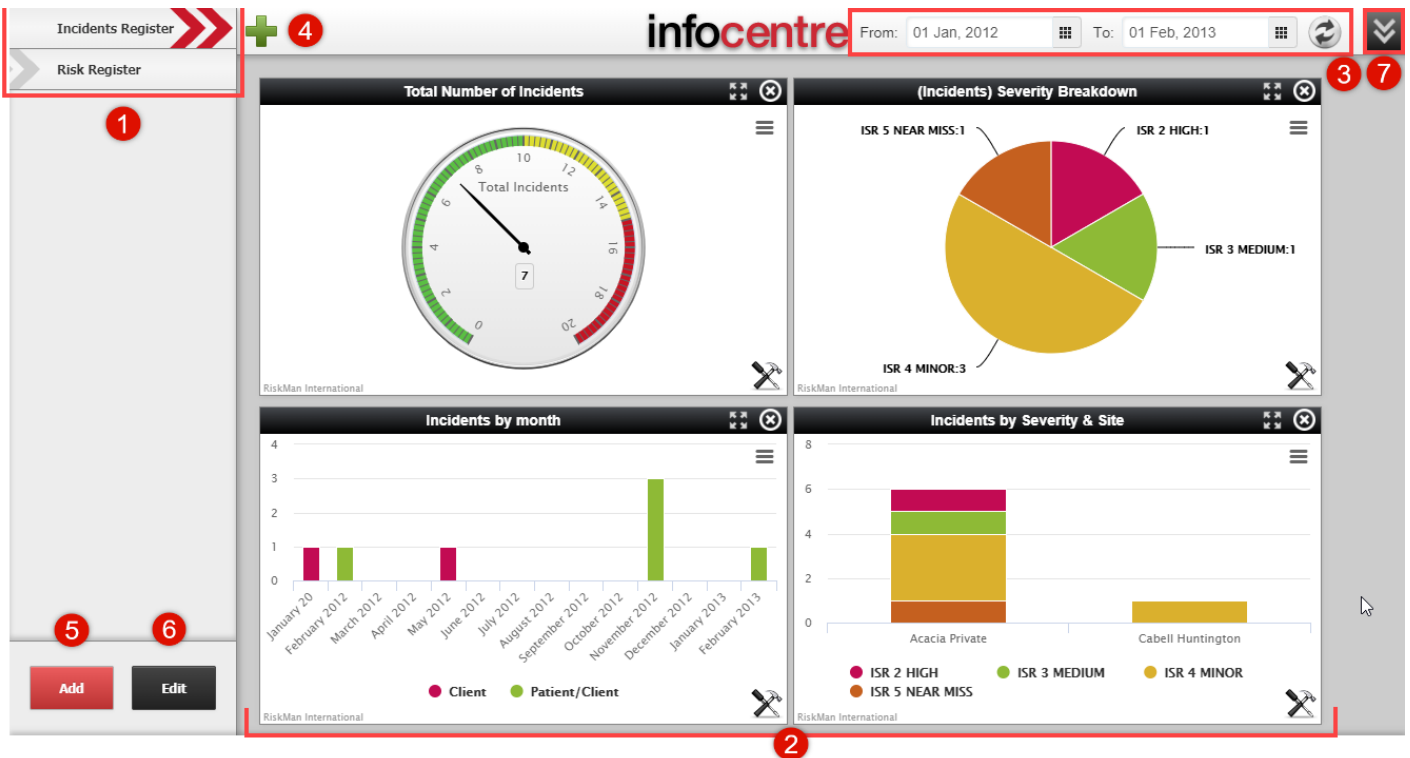 Incidents Register
Risk Register
1
4
infocentre
From: 01 Jan, 2012 To: 01 Feb, 2013
3
7
Total Number of Incidents
0 2 4 6 8 10 12 14 16 18 20
Total Incidents
7
RiskMan International
(Incidents) Severity Breakdown
ISR 5 NEAR MISS:1
ISR 2 HIGH:1
ISR 3 MEDIUM:1
ISR 4 MINOR:3
RiskMan International
Incidents by month
4
3
2
1
0
January 20
February 2012
March 2012
April 2012
May 2012
June 2012
July 2012
August 2012
September 2012
October 2012
November 2012
December 2012
January 2013
February 2013
Client Patient/Client
RiskMan International
Incidents by Severity & Site
8
6
4
2
0
Acacia Private Cabell Huntington
ISR 2 HIGH ISR 3 MEDIUM ISR 4 MINOR
ISR 5 NEAR MISS
RiskMan International
5
6
Add Edit
2